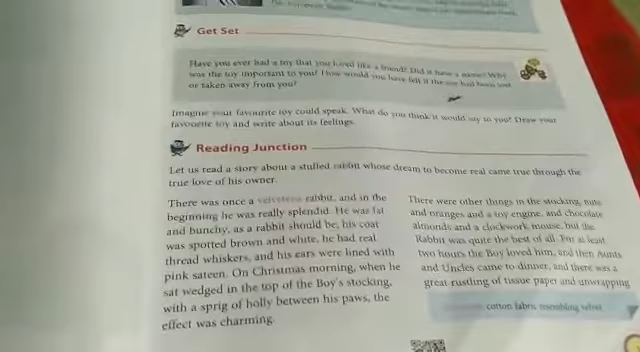 Get Set
Have you ever had a toy that you loved like a friend? Did it have a name? Why
was the toy important to you? How would you have felt if the toy had been lost
or taken away from you?
Imagine your favourite toy could speak. What do you think it would say to you? Draw your
favourite toy and write about its feelings.
Reading Junction
Let us read a story about a stuffed rabbit whose dream to become real came true through the
true love of his owner.
There was once a velveteen rabbit, and in the
beginning he was really splendid. He was fat
and bunchy, as a rabbit should be, his coat
was spotted brown and white, he had real
thread whiskers, and his ears were lined with
pink sateen. On Christmas morning, when he
sat wedged in the top of the Boy's stocking,
with a sprig of holly between his paws, the
effect was charming.
There were other things in the stocking, nuts
and oranges and a toy engine, and chocolate
almonds and a clockwork mouse, but the
Rabbit was quite the best of all. For at least
two hours the Boy loved him, and then Aunts
and Uncles came to dinner, and there was a
great rustling of tissue paper and unwrapping
cotton fabric resembling velvet